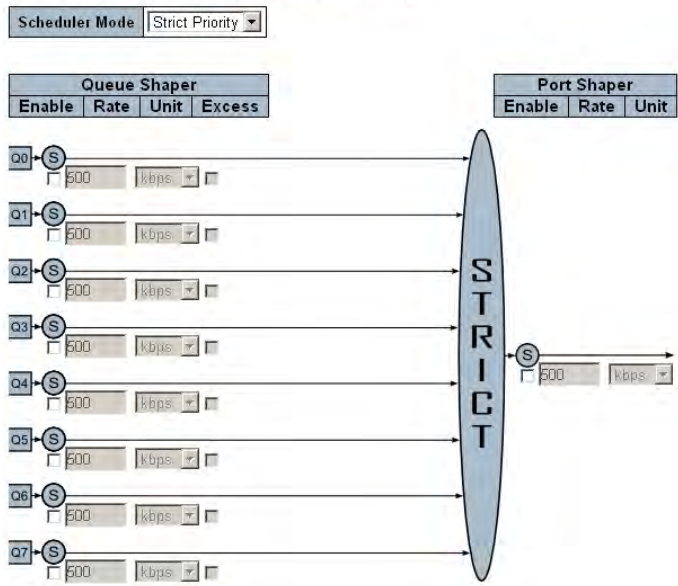 Scheduler Mode Strict Priority
Queue Shaper Port Shaper
Enable Rate Unit Excess Enable Rate Unit
Q0 S
500 kbps
Q1 S
500 kbps
Q2 S
500 kbps
Q3 S
500 kbps
Q4 S
500 kbps
Q5 S
500 kbps
Q6 S
500 kbps
Q7 S
500 kbps
STRICT
S
500 kbps